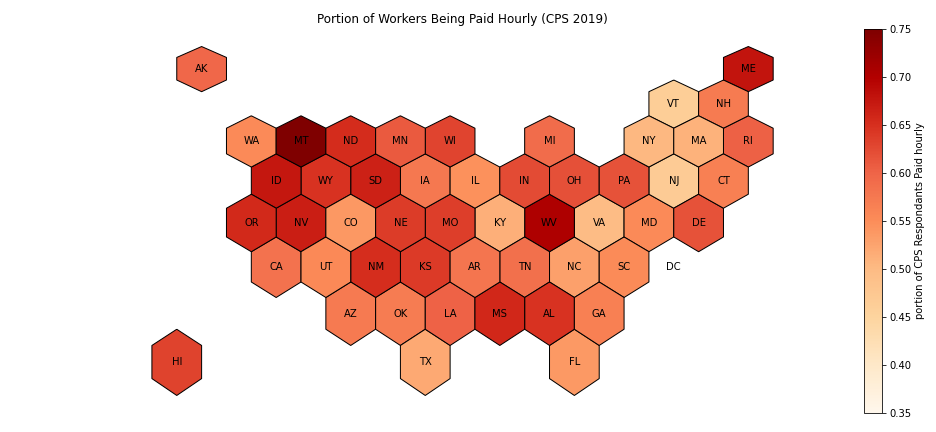 Portion of Workers Being Paid Hourly (CPS 2019)
AK
ME
VT
NH
WA
MT
ND
MN
WI
MI
NY
MA
RI
ID
WY
SD
IA
IL
IN
OH
PA
NJ
CT
OR
NV
CO
NE
MO
KY
WV
VA
MD
DE
CA
UT
NM
KS
AR
TN
NC
SC
DC
AZ
OK
LA
MS
AL
GA
HI
TX
FL
0.75
0.70
0.65
0.60
0.55
0.50
0.45
0.40
0.35
portion of CPS Respondants Paid hourly